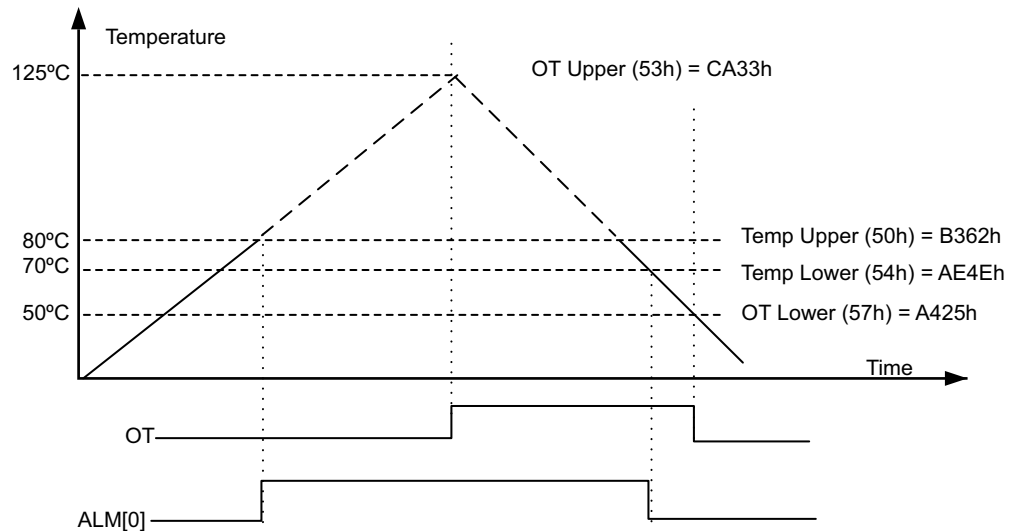 Temperature
125ºC
OT Upper (53h) = CA33h
80ºC
Temp Upper (50h) = B362h
70ºC
Temp Lower (54h) = AE4Eh
50ºC
OT Lower (57h) = A425h
Time
OT
ALM[0]